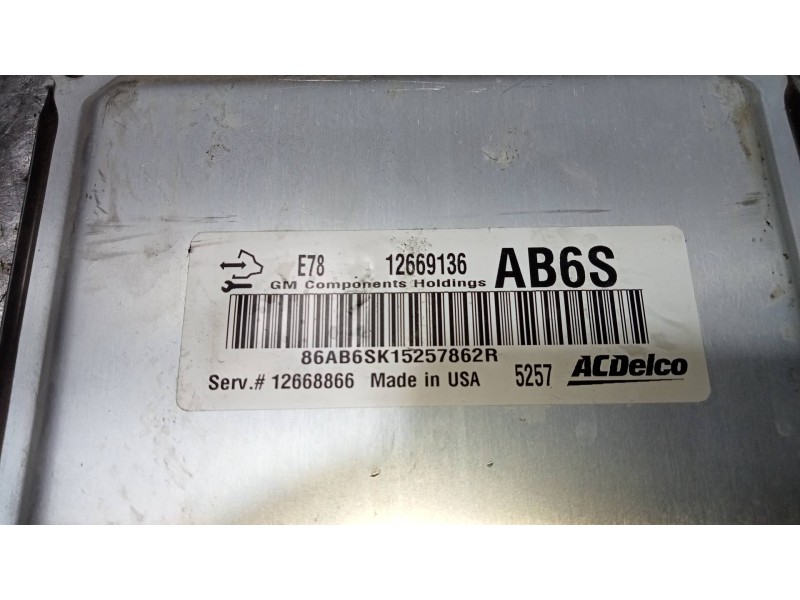 E78 12669136 AB6S
GM Components Holdings
86AB6SK15257862R
Serv.# 12668866 Made in USA 5257 ACDelco